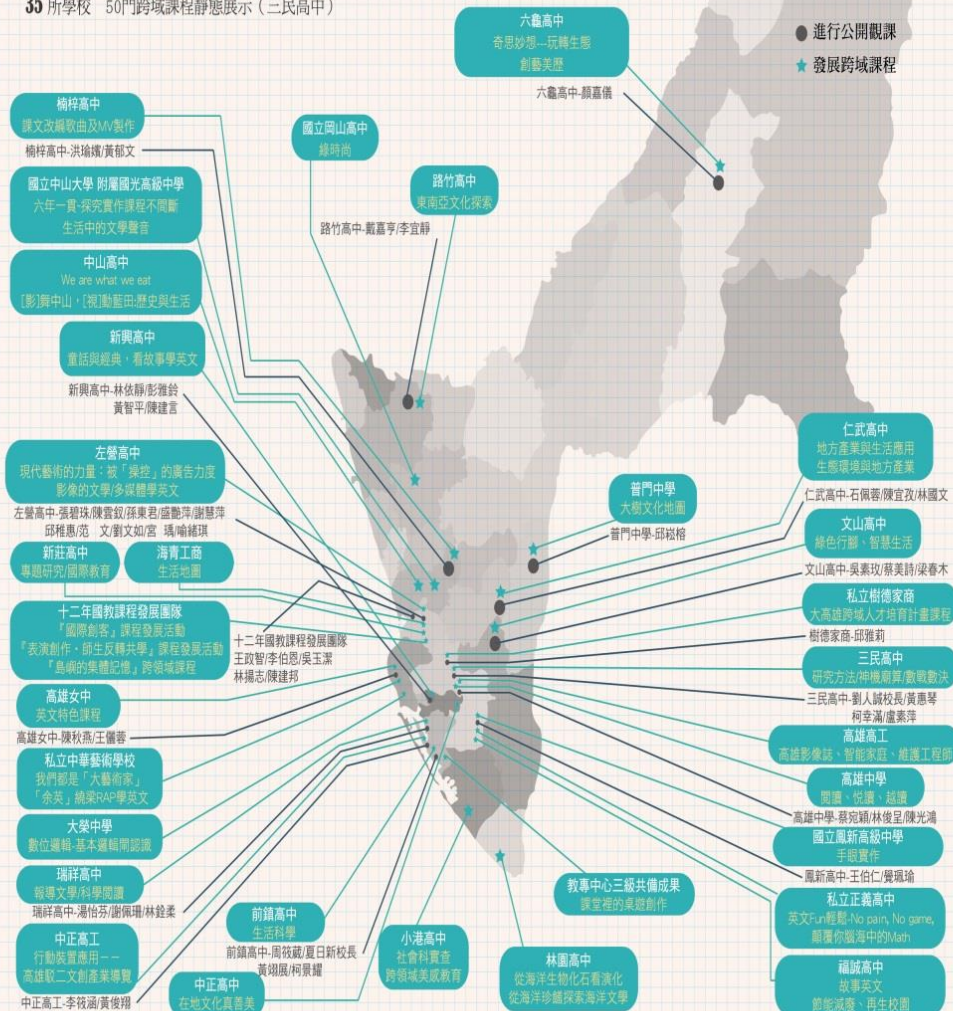 35 所學校 50門跨域課程靜態展示（三民高中）
進行公開觀課
發展跨域課程
六龜高中
奇思妙想—玩轉生態
創藝美歷
六龜高中-顏嘉儀
楠梓高中
課文改編歌曲及MV製作
楠梓高中-洪瑜嬪/黃郁文
國立岡山高中
綠時尚
路竹高中
東南亞文化探索
路竹高中-戴嘉亨/李宜靜
國立中山大學 附屬國光高級中學
六年一貫-探究實作課程不間斷
生活中的文學聲音
中山高中
We are what we eat
[影]舞中山，[視]動藍田:歷史與生活
新興高中
童話與經典，看故事學英文
新興高中-林依靜/彭雅鈴
黃智平/陳建言
左營高中
現代藝術的力量：被「操控」的廣告力度
影像的文學/多媒體學英文
左營高中-張碧珠/陳雲釵/孫東君/盛艷萍/謝慧萍
邱稚惠/范 文/劉文如/宮 瑀/喻緒琪
新莊高中
專題研究/國際教育
海青工商
生活地圖
十二年國教課程發展團隊
『國際創客』課程發展活動
『表演創作・師生反轉共學』課程發展活動
『島嶼的集體記憶』跨領域課程
十二年國教課程發展團隊
王政智/李伯恩/吳玉潔
林揚志/陳建邦
高雄女中
英文特色課程
高雄女中-陳秋燕/王儷蓉
私立中華藝術學校
我們都是「大藝術家」
「余英」繞梁RAP學英文
大榮中學
數位邏輯-基本邏輯閘認識
瑞祥高中
報導文學/科學閱讀
瑞祥高中-湯怡芬/謝佩珊/林銓柔
中正高工
行動裝置應用－－
高雄駁二文創產業導覽
中正高工-李筱涵/黃俊翔
中正高中
在地文化真善美
前鎮高中
生活科學
前鎮高中-周筱葳/夏日新校長
黃翊展/柯景耀
小港高中
社會科實查
跨領域美感教育
林園高中
從海洋生物化石看演化
從海洋珍饈探索海洋文學
教專中心三級共備成果
課堂裡的桌遊創作
普門中學
大樹文化地圖
普門中學-邱崧榕
仁武高中
地方產業與生活應用
生態環境與地方產業
仁武高中-石佩蓉/陳宜孜/林國文
文山高中
綠色行腳、智慧生活
文山高中-吳素玫/蔡美詩/梁春木
私立樹德家商
大高雄跨域人才培育計畫課程
樹德家商-邱雅莉
三民高中
研究方法/神機廟算/數戰數決
三民高中-劉人誠校長/黃惠琴
柯幸滿/盧素萍
高雄高工
高雄影像誌、智能家庭、維護工程師
高雄中學
閱讀、悅讀、越讀
高雄中學-蔡宛穎/林俊呈/陳光鴻
國立鳳新高級中學
手眼實作
鳳新高中-王伯仁/覺珮瑜
私立正義高中
英文Fun輕鬆-No pain, No game,
顛覆你腦海中的Math
福誠高中
故事英文
節能減廢、再生校園